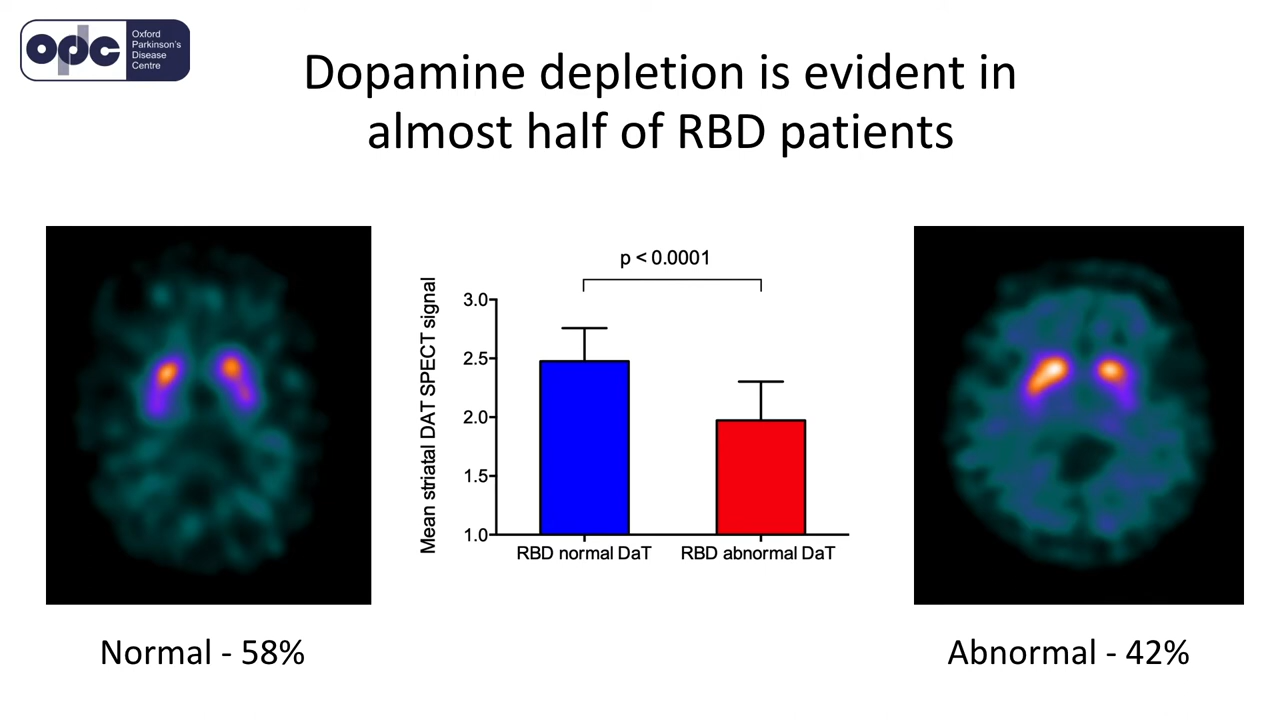 opdc
Oxford
Parkinson's
Disease
Centre
Dopamine depletion is evident in
almost half of RBD patients
p < 0.0001
Mean striatal DAT SPECT signal
3.0
2.5
2.0
1.5
1.0
RBD normal DaT
RBD abnormal DaT
Normal - 58%
Abnormal - 42%